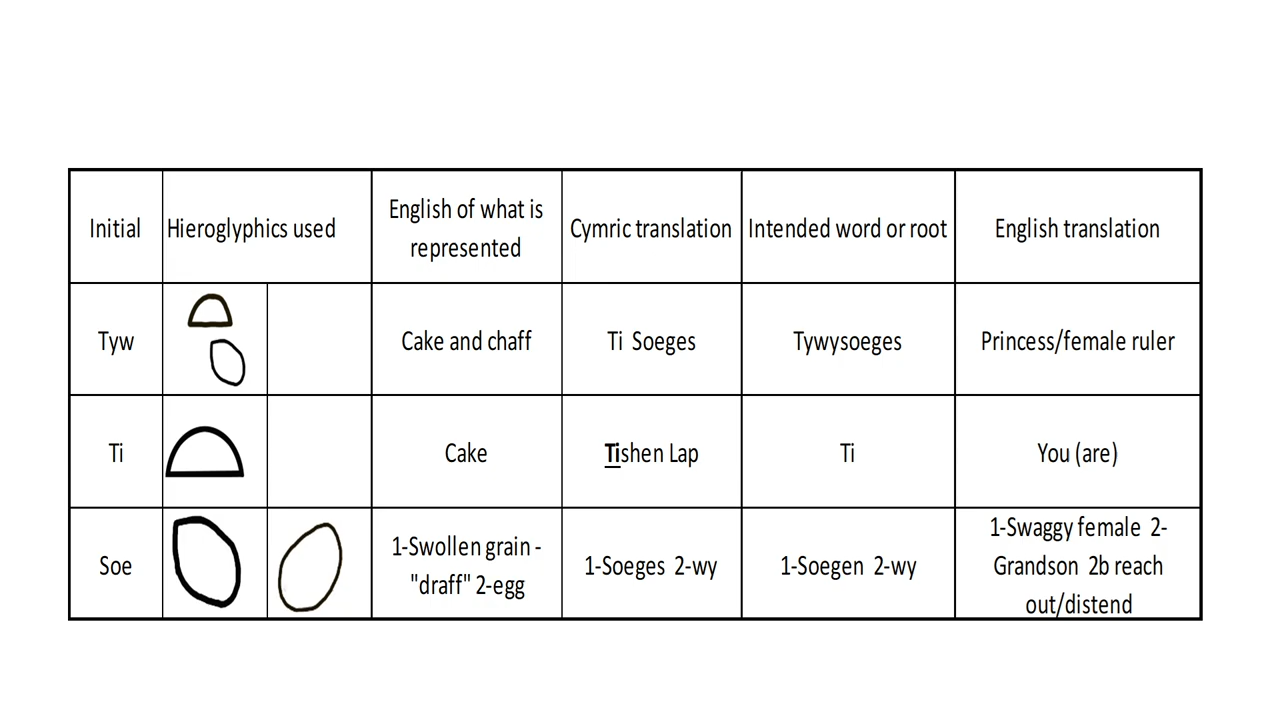 Initial
Hieroglyphics used
English of what is
represented
Cymric translation
Intended word or root
English translation
Tyw
Cake and chaff
Ti Soeges
Tywysoeges
Princess/female ruler
Ti
Cake
Tishen Lap
Ti
You (are)
Soe
1-Swollen grain -
"draff" 2-egg
1-Soeges 2-wy
1-Soegen 2-wy
1-Swaggy female 2-
Grandson 2b reach
out/distend